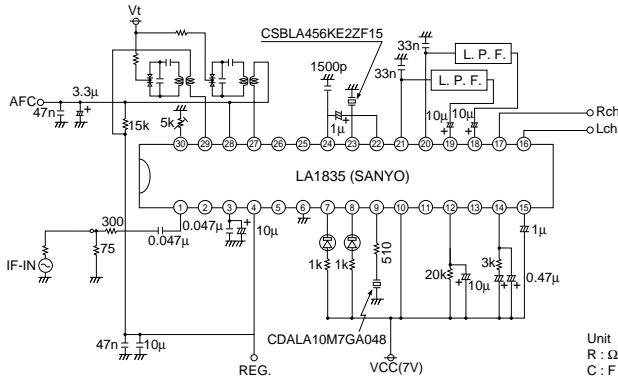 Vt
CSBLA456KE2ZF15
33n
L. P. F.
1500p
33n
L. P. F.
AFC
3.3μ
47n
15k
5k
1μ
10μ
10μ
Rch
Lch
30 29 28 27 26 25 24 23 22 21 20 19 18 17 16
LA1835 (SANYO)
1 2 3 4 5 6 7 8 9 10 11 12 13 14 15
300
0.047μ
0.047μ
10μ
75
IF-IN
1k
1k
510
20k
10μ
3k
0.47μ
1μ
47n
10μ
CDALA10M7GA048
REG.
VCC(7V)
Unit
R : Ω
C : F